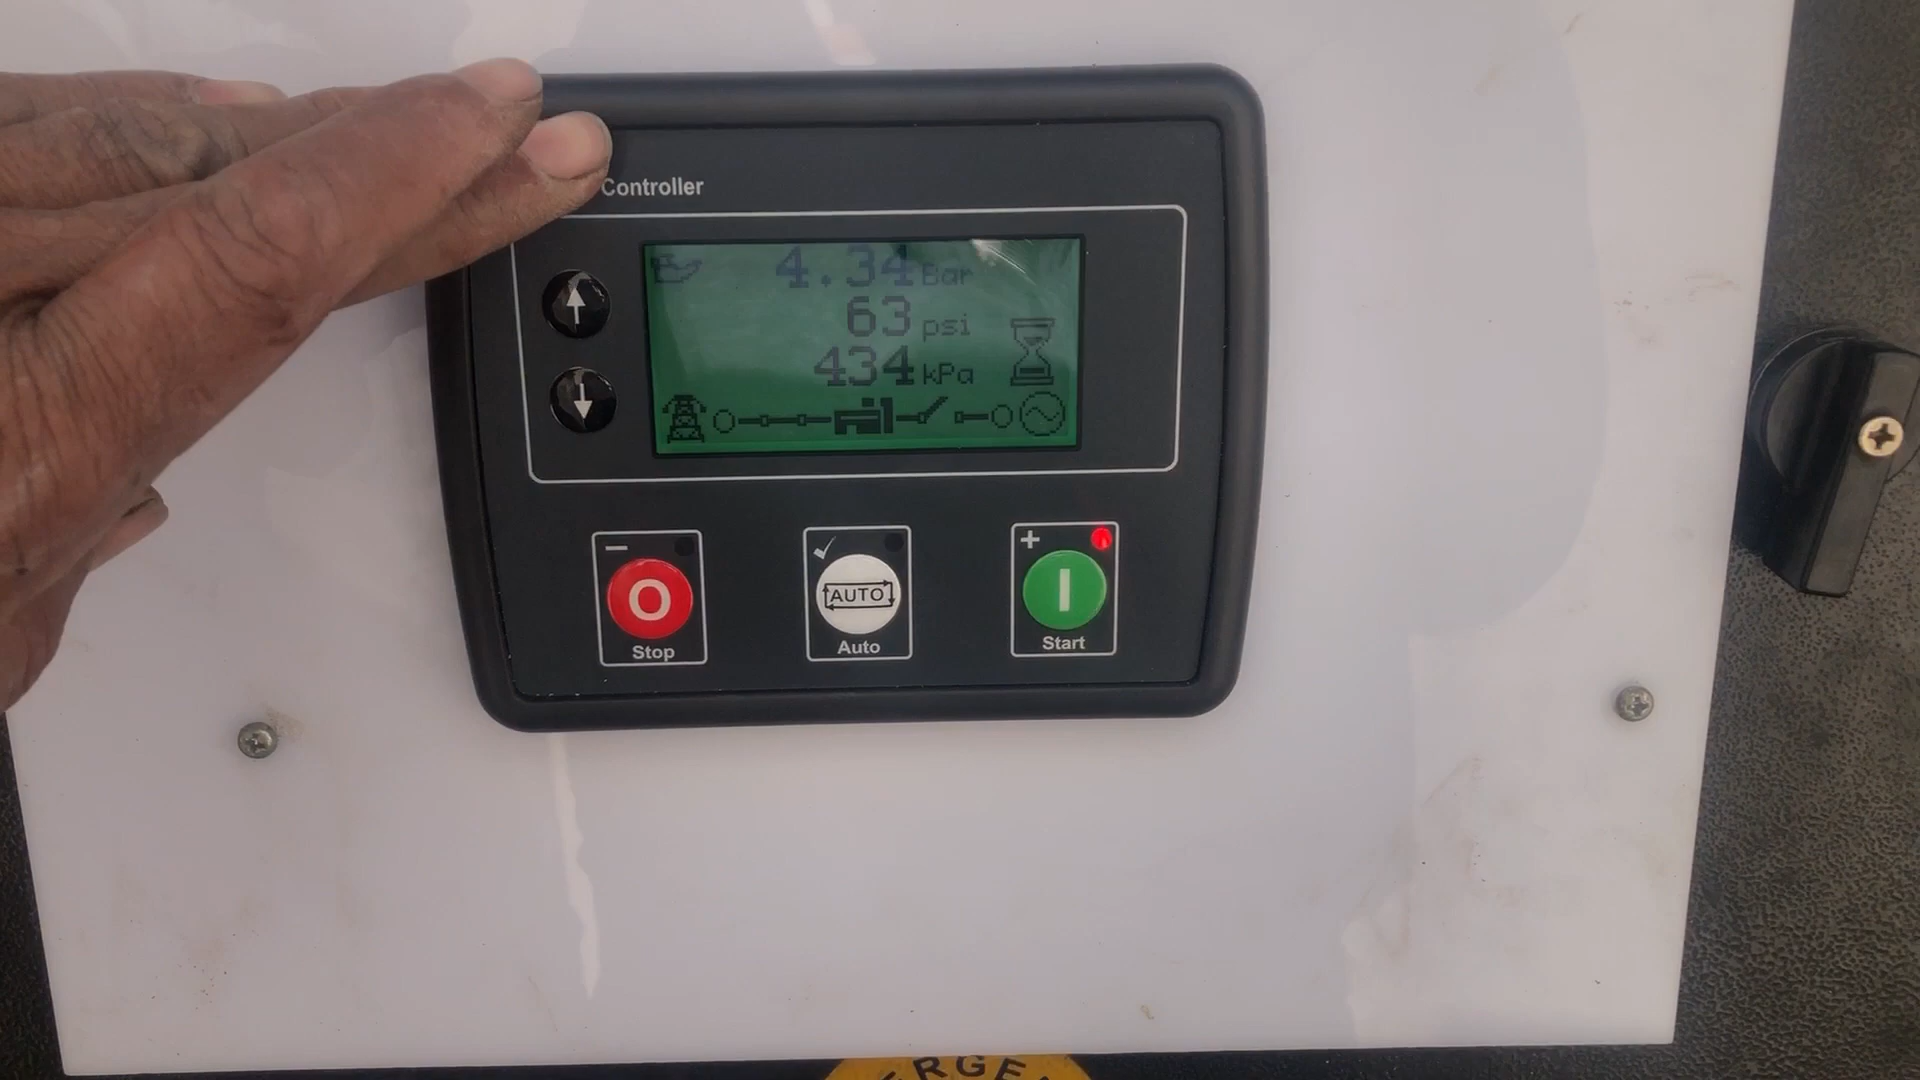 Controller
4.34 Bar
63 psi
434 kPa
- O Stop
✓ AUTO Auto
+ I Start